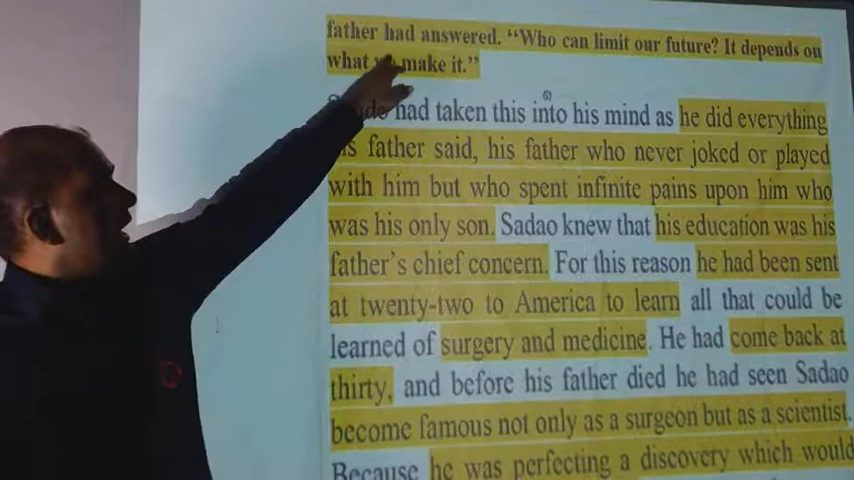 father had answered. “Who can limit our future? It depends on
what we make it.”
had taken this into his mind as he did everything
his father said, his father who never joked or played
with him but who spent infinite pains upon him who
was his only son. Sadao knew that his education was his
father’s chief concern. For this reason he had been sent
at twenty-two to America to learn all that could be
learned of surgery and medicine. He had come back at
thirty, and before his father died he had seen Sadao
become famous not only as a surgeon but as a scientist.
Because he was perfecting a discovery which would